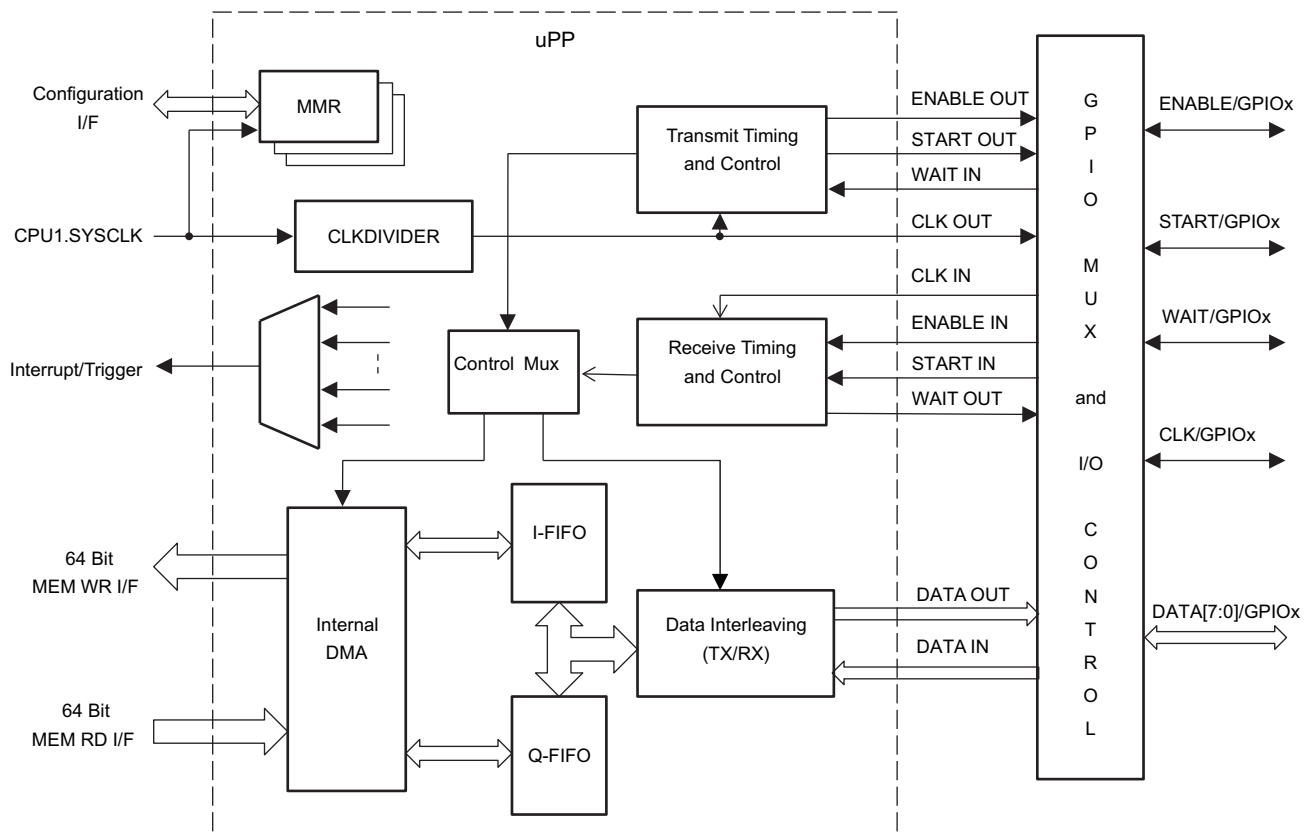 uPP
Configuration
I/F
MMR
CPU1.SYSCLK
CLKDIVIDER
Transmit Timing
and Control
ENABLE OUT
START OUT
WAIT IN
CLK OUT
CLK IN
ENABLE IN
START IN
WAIT OUT
Interrupt/Trigger
Control Mux
Receive Timing
and Control
64 Bit
MEM WR I/F
64 Bit
MEM RD I/F
Internal
DMA
I-FIFO
Q-FIFO
Data Interleaving
(TX/RX)
DATA OUT
DATA IN
G
P
I
O
M
U
X
and
I/O
C
O
N
T
R
O
L
ENABLE/GPIOx
START/GPIOx
WAIT/GPIOx
CLK/GPIOx
DATA[7:0]/GPIOx